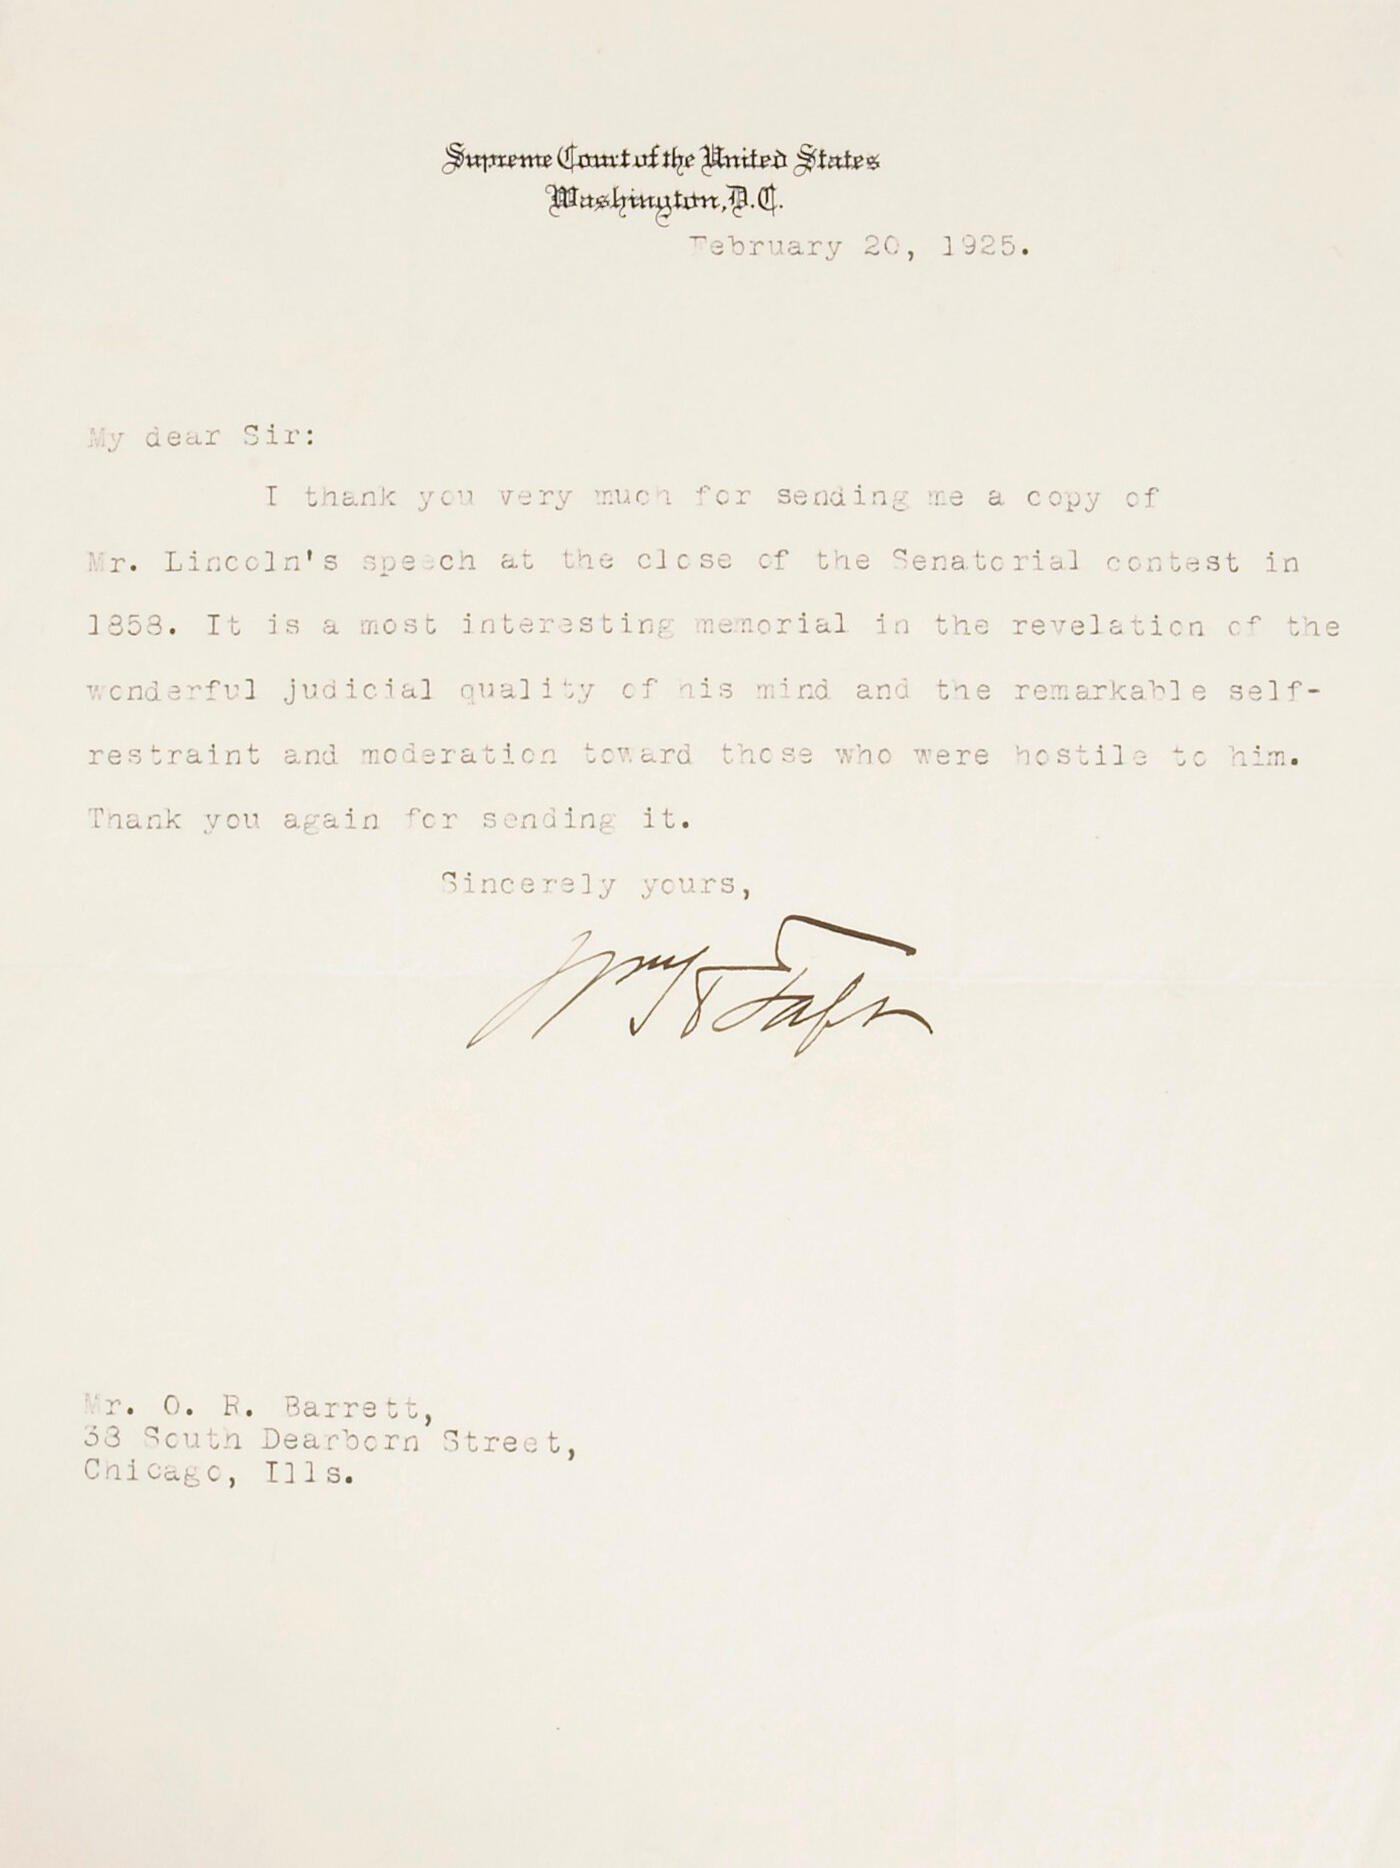 Supreme Court of the United States
Washington, D.C.
February 20, 1925.
My dear Sir:
I thank you very much for sending me a copy of
Mr. Lincoln's speech at the close of the Senatorial contest in
1858. It is a most interesting memorial in the revelation of the
wonderful judicial quality of his mind and the remarkable self-
restraint and moderation toward those who were hostile to him.
Thank you again for sending it.
Sincerely yours,
Wm H Taft
Mr. O. R. Barrett,
38 South Dearborn Street,
Chicago, Ills.